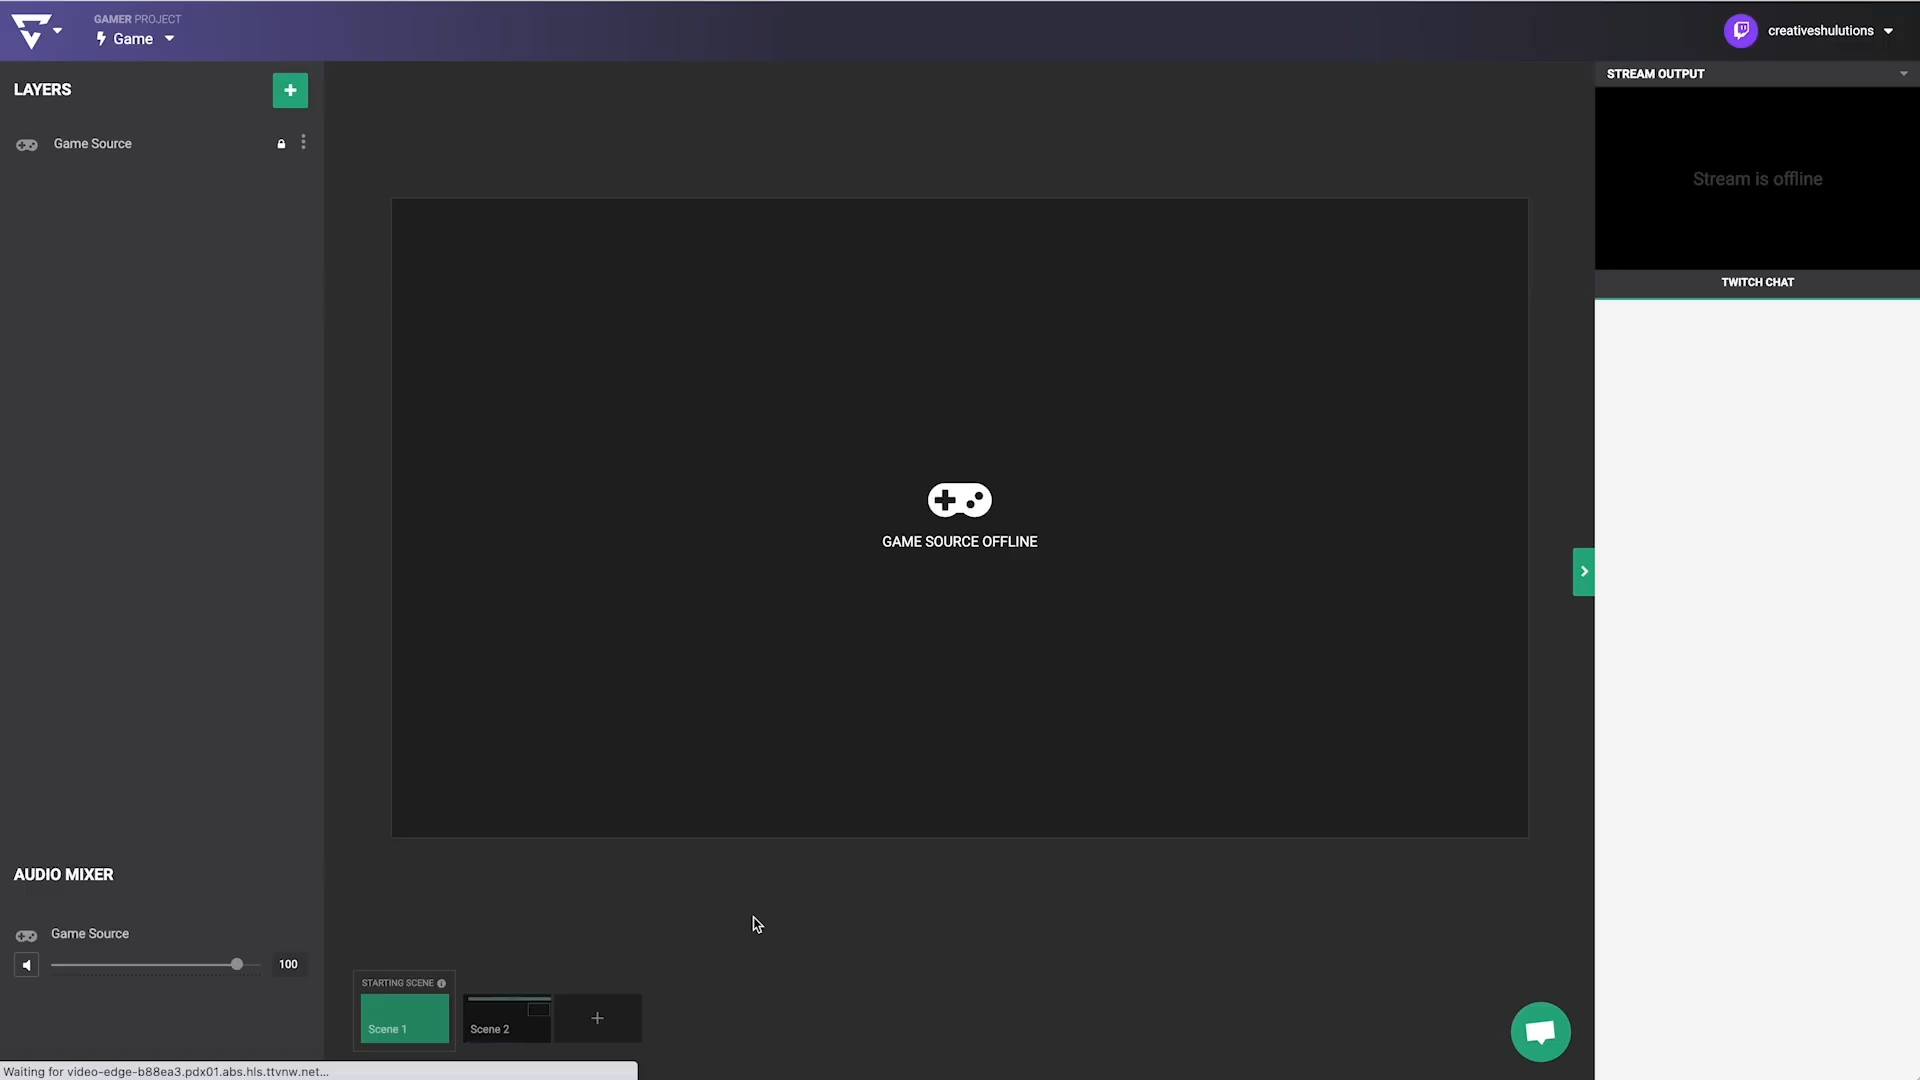 GAMER PROJECT
Game
creativeshulutions
LAYERS
Game Source
STREAM OUTPUT
Stream is offline
TWITCH CHAT
GAME SOURCE OFFLINE
AUDIO MIXER
Game Source
100
STARTING SCENE
Scene 1
Scene 2
Waiting for video-edge-b88ea3.pdx01.abs.hls.ttvnw.net...